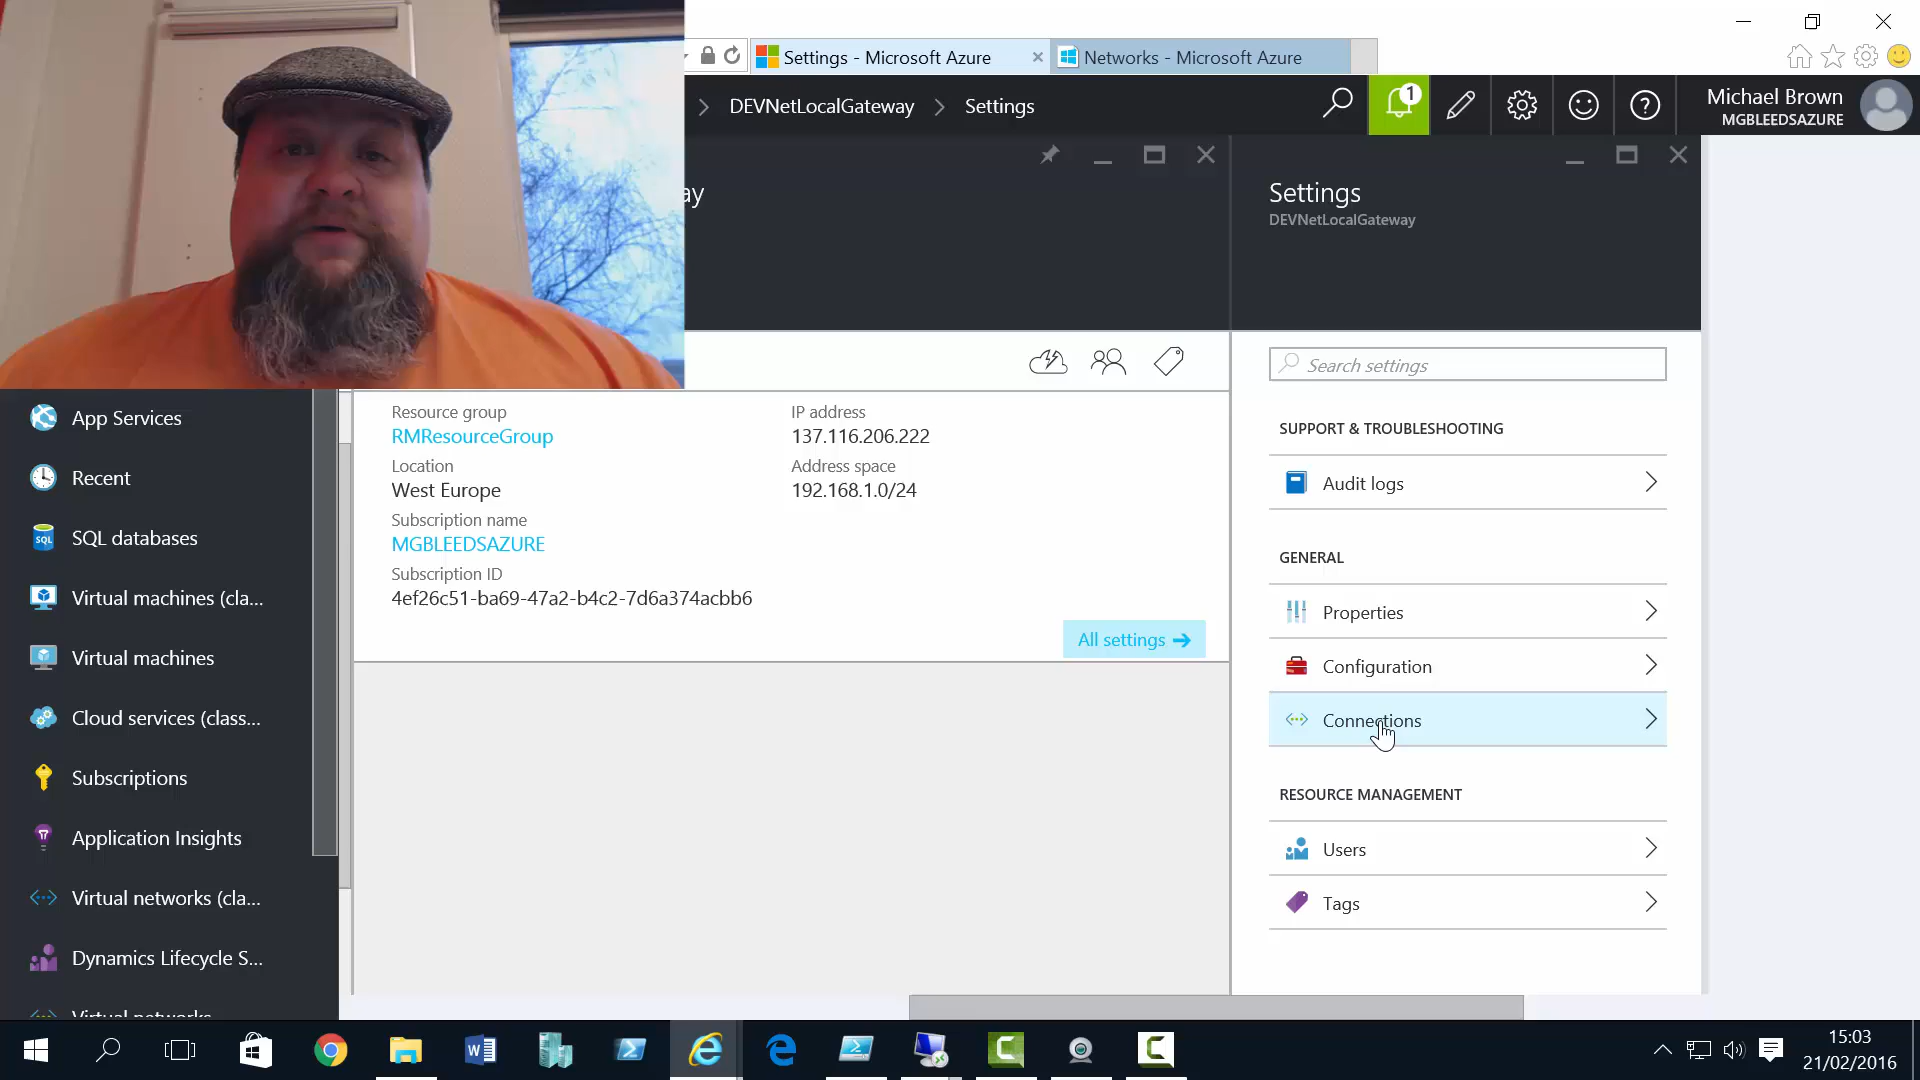 Settings - Microsoft Azure
Networks - Microsoft Azure
DEVNetLocalGateway
Settings
1
Michael Brown
MGBLEEDSAZURE
ay
Settings
DEVNetLocalGateway
Search settings
App Services
Recent
SQL databases
Virtual machines (cla...
Virtual machines
Cloud services (class...
Subscriptions
Application Insights
Virtual networks (cla...
Dynamics Lifecycle S...
Virtual networks
Resource group
RMResourceGroup
Location
West Europe
Subscription name
MGBLEEDSAZURE
Subscription ID
4ef26c51-ba69-47a2-b4c2-7d6a374acbb6
IP address
137.116.206.222
Address space
192.168.1.0/24
All settings
SUPPORT & TROUBLESHOOTING
Audit logs
GENERAL
Properties
Configuration
Connections
RESOURCE MANAGEMENT
Users
Tags
15:03
21/02/2016